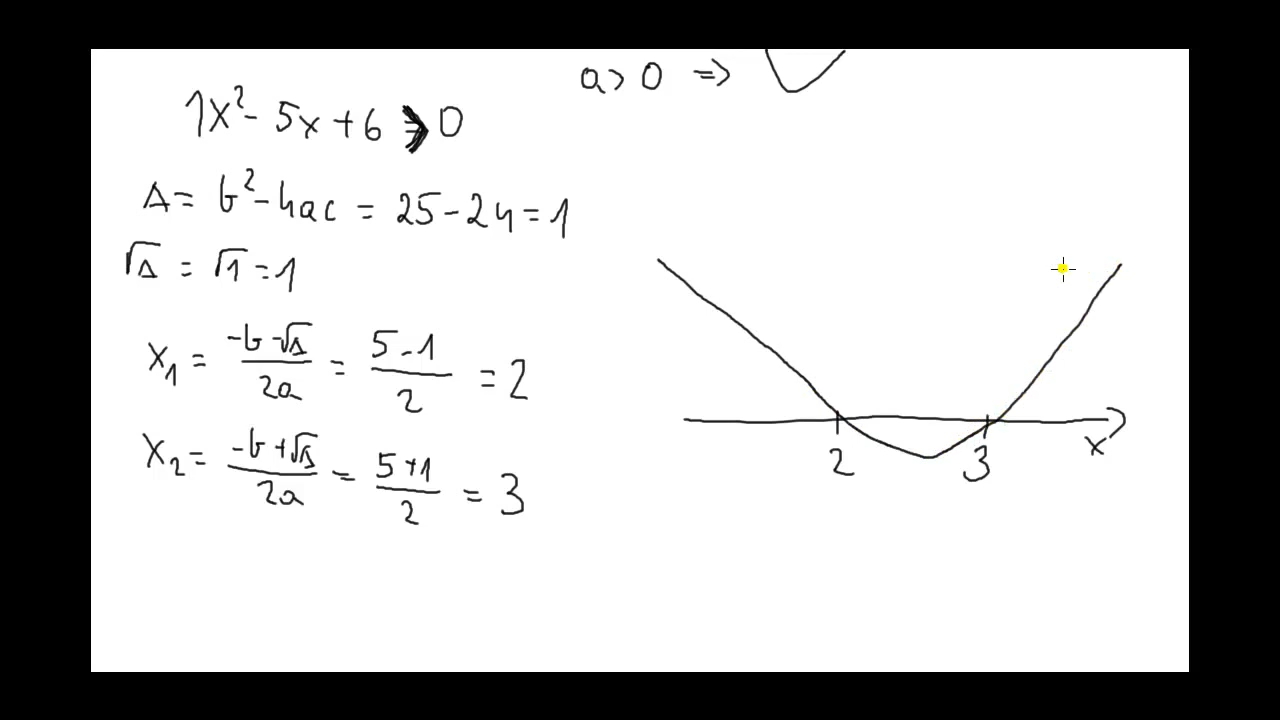 a > 0 =>
1x² - 5x + 6 > 0
Δ = b² - 4ac = 25 - 24 = 1
√Δ = √1 = 1
x₁ = (-b-√Δ)/2a = (5-1)/2 = 2
x₂ = (-b+√Δ)/2a = (5+1)/2 = 3
2 3 x